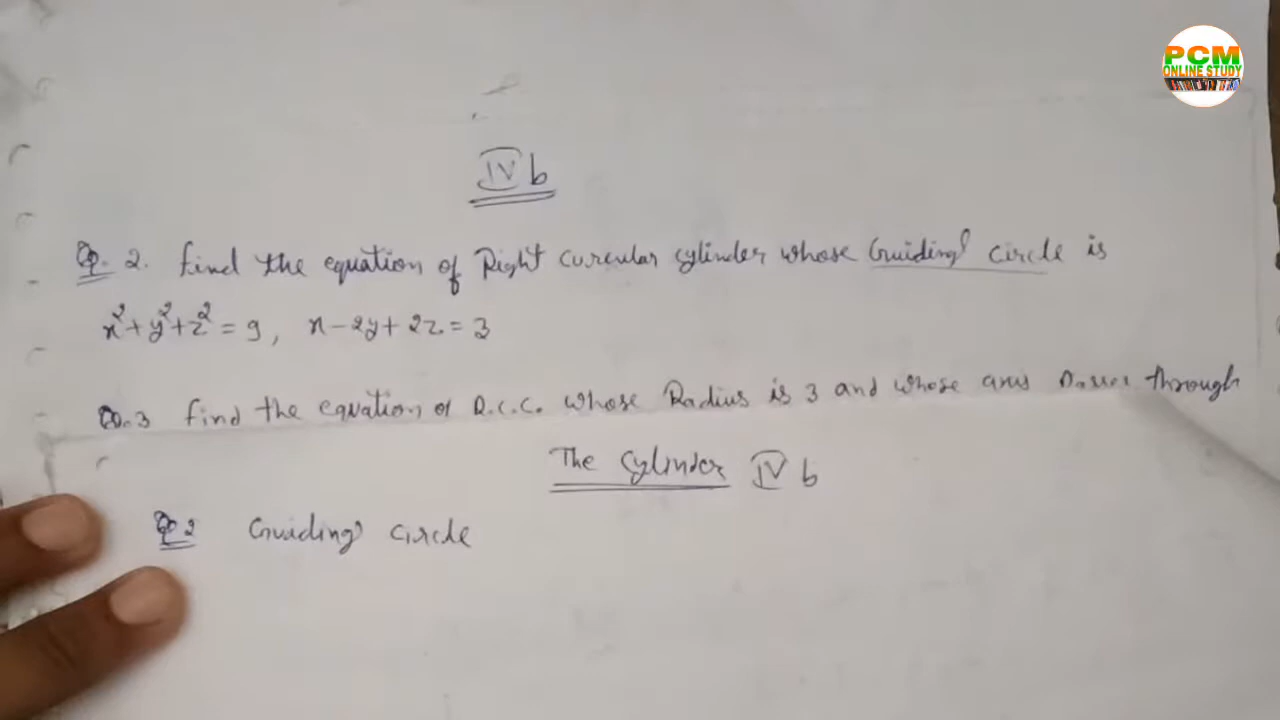 PCM
ONLINE STUDY
IV b
Q. 2. find the equation of Right curcular cylinder whose Guiding circle is
x²+y²+z² = 9, x-2y+2z = 3
Q.3 find the equation of R.C.C. whose Radius is 3 and whose axis Passes through
The cylinder IV b
Q 2 Guiding circle